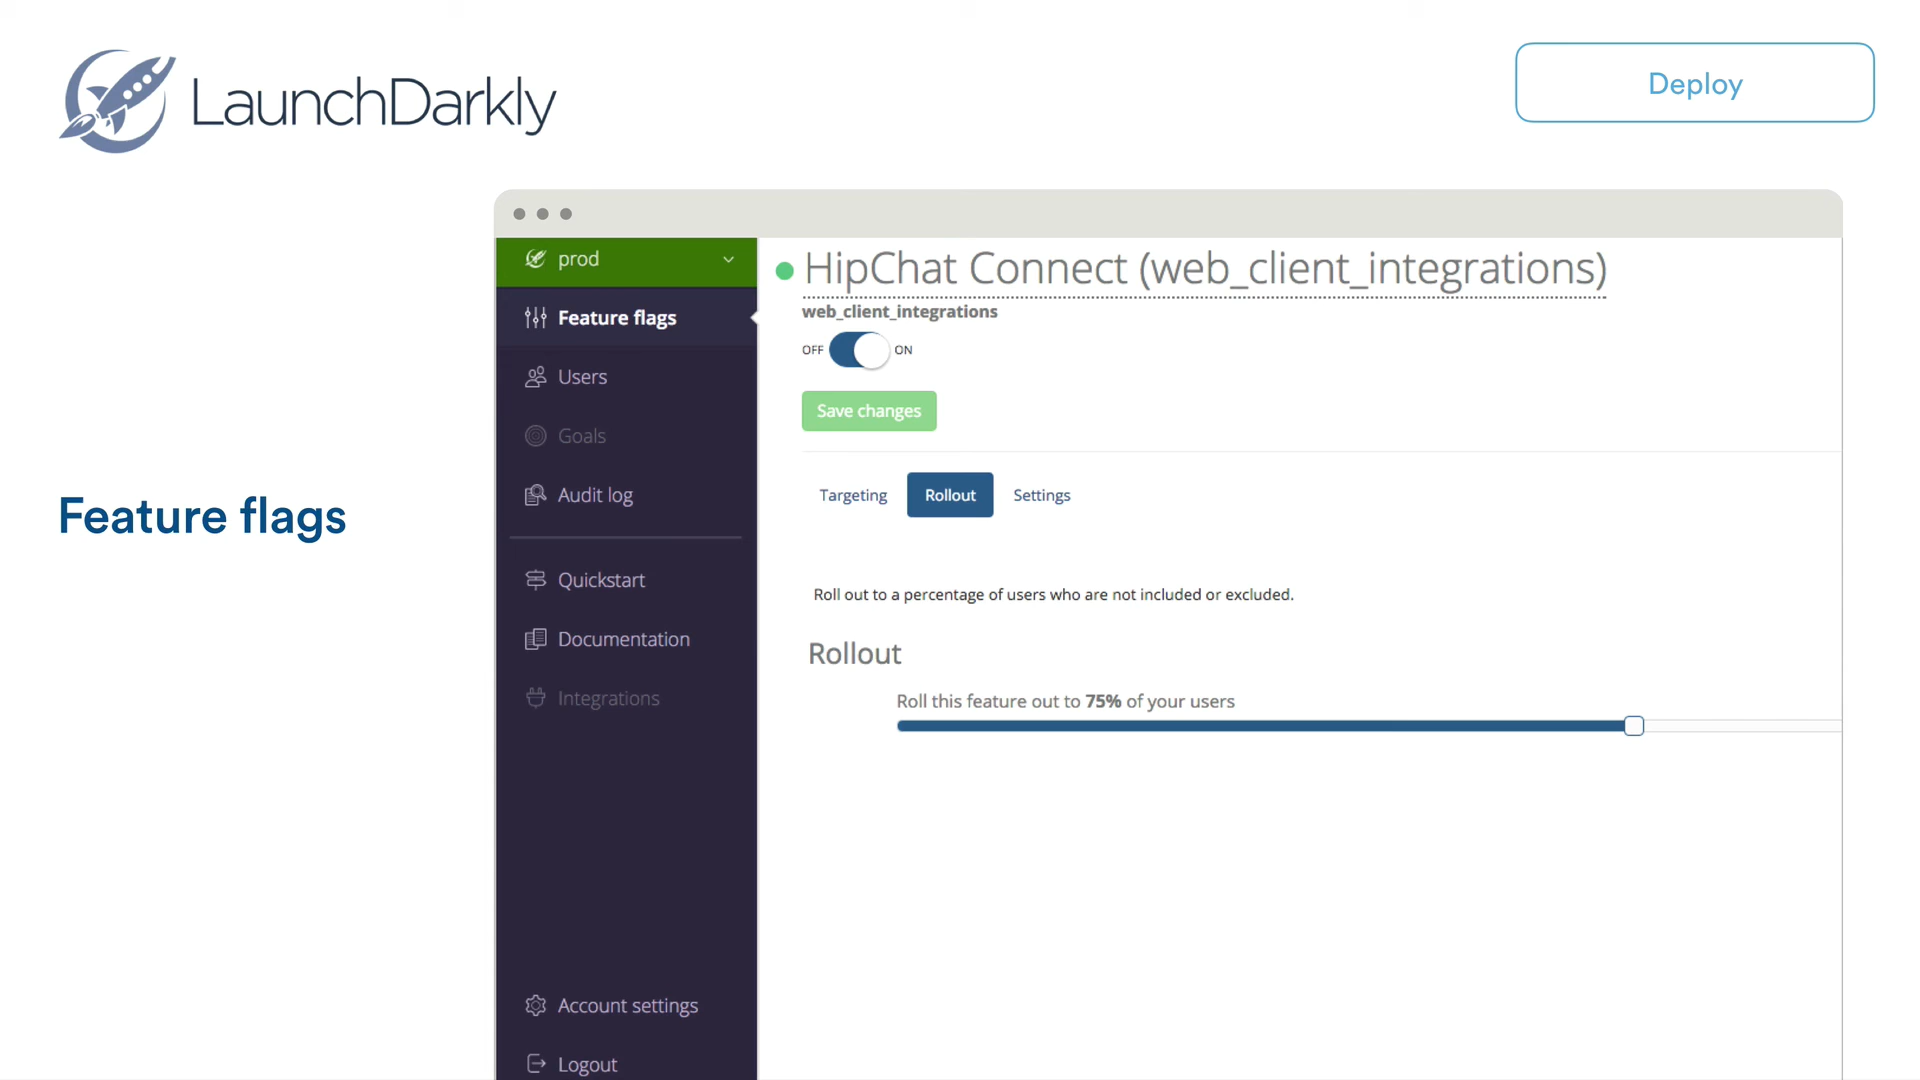 LaunchDarkly
Deploy
Feature flags
prod
Feature flags
Users
Goals
Audit log
Quickstart
Documentation
Integrations
Account settings
Logout
HipChat Connect (web_client_integrations)
web_client_integrations
OFF ON
Save changes
Targeting Rollout Settings
Roll out to a percentage of users who are not included or excluded.
Rollout
Roll this feature out to 75% of your users